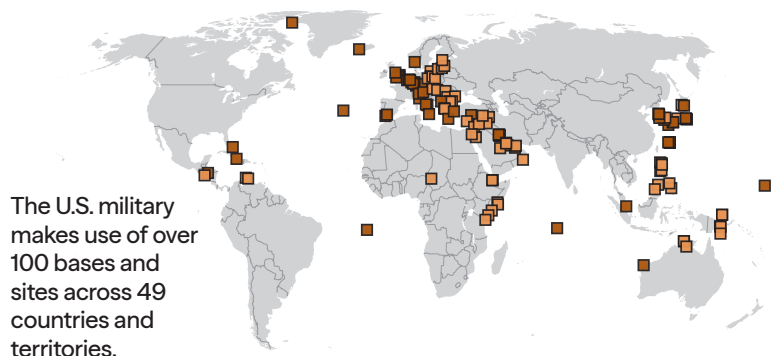 The U.S. military
makes use of over
100 bases and
sites across 49
countries and
territories.